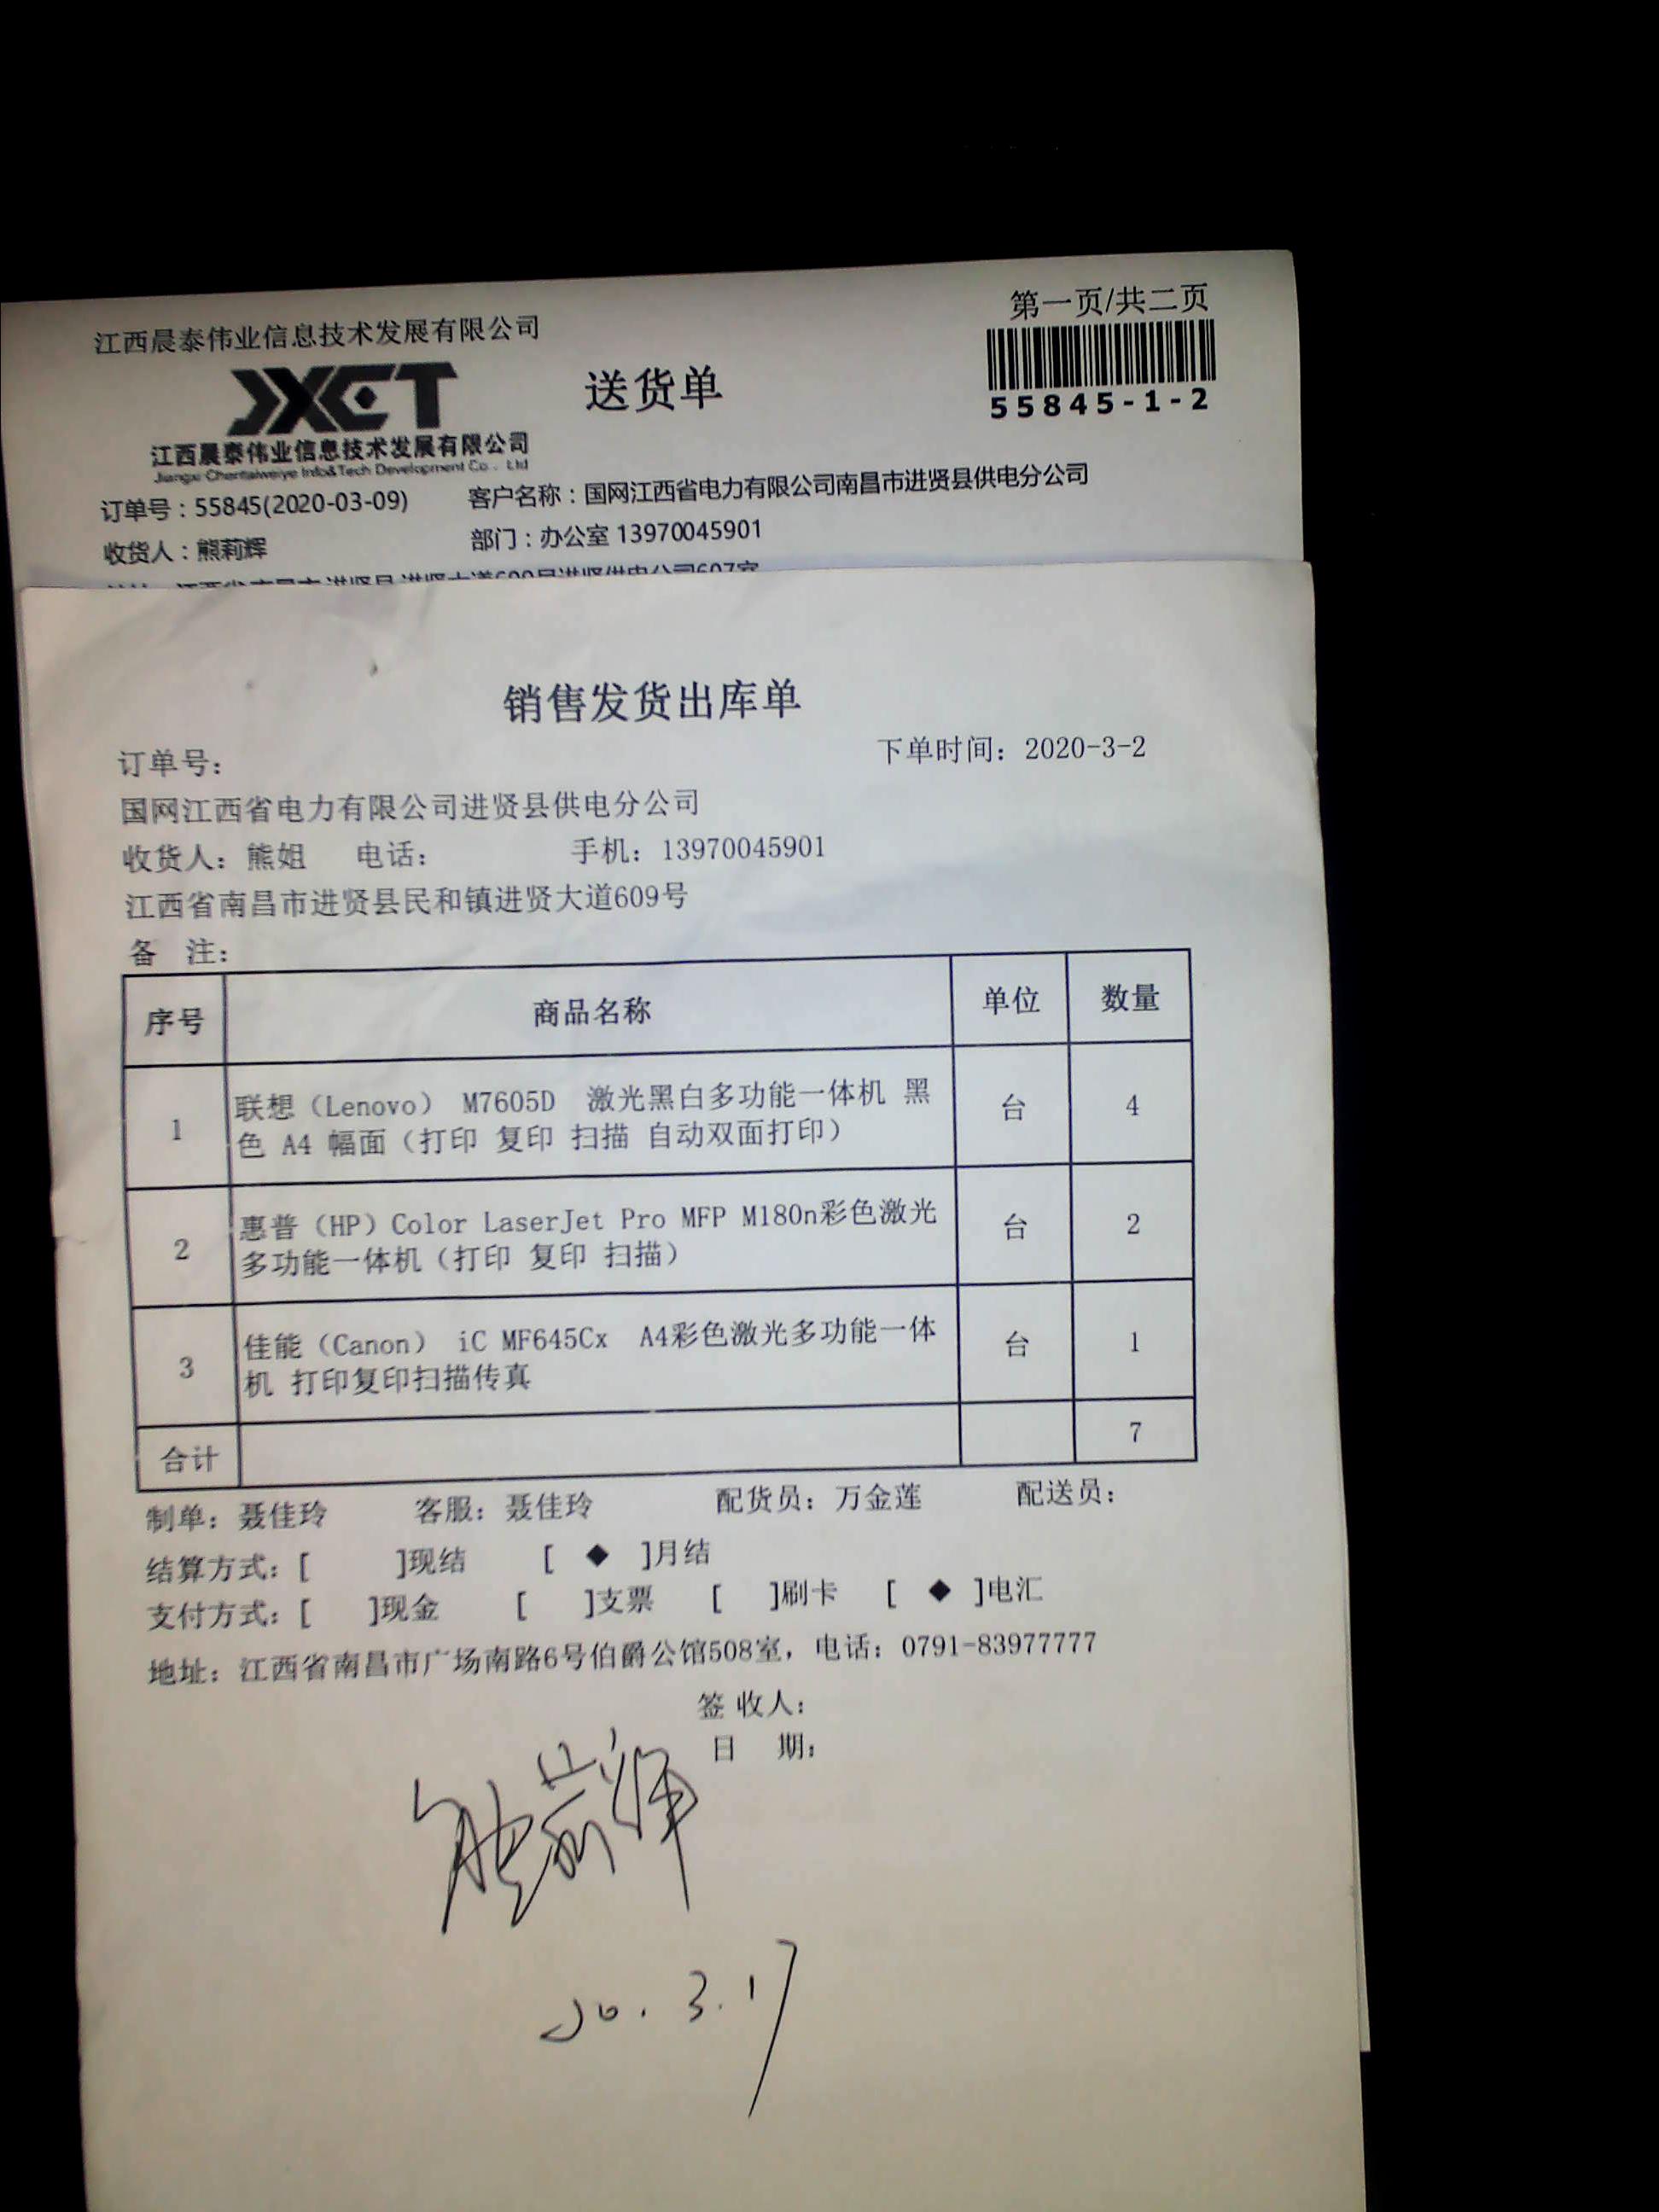 江西晨泰伟业信息技术发展有限公司
第一页/共二页
JXCT
送货单
55845-1-2
江西晨泰伟业信息技术发展有限公司
Jiangxi Chentaiweiye Info&Tech Development Co., Ltd
订单号：55845(2020-03-09) 客户名称：国网江西省电力有限公司南昌市进贤县供电分公司
收货人：熊莉辉 部门：办公室 13970045901
销售发货出库单
订单号： 下单时间：2020-3-2
国网江西省电力有限公司进贤县供电分公司
收货人：熊姐 电话： 手机：13970045901
江西省南昌市进贤县民和镇进贤大道609号
备 注：
序号 商品名称 单位 数量
1 联想（Lenovo） M7605D 激光黑白多功能一体机 黑 台 4
色 A4 幅面（打印 复印 扫描 自动双面打印）
2 惠普（HP）Color LaserJet Pro MFP M180n彩色激光 台 2
多功能一体机（打印 复印 扫描）
3 佳能（Canon） iC MF645Cx A4彩色激光多功能一体 台 1
机 打印复印扫描传真
合计 7
制单：聂佳玲 客服：聂佳玲 配货员：万金莲 配送员：
结算方式：[ ]现结 [ ◆ ]月结
支付方式：[ ]现金 [ ]支票 [ ]刷卡 [ ◆ ]电汇
地址：江西省南昌市广场南路6号伯爵公馆508室，电话：0791-83977777
签 收人：
日 期：
熊莉辉
20.3.17